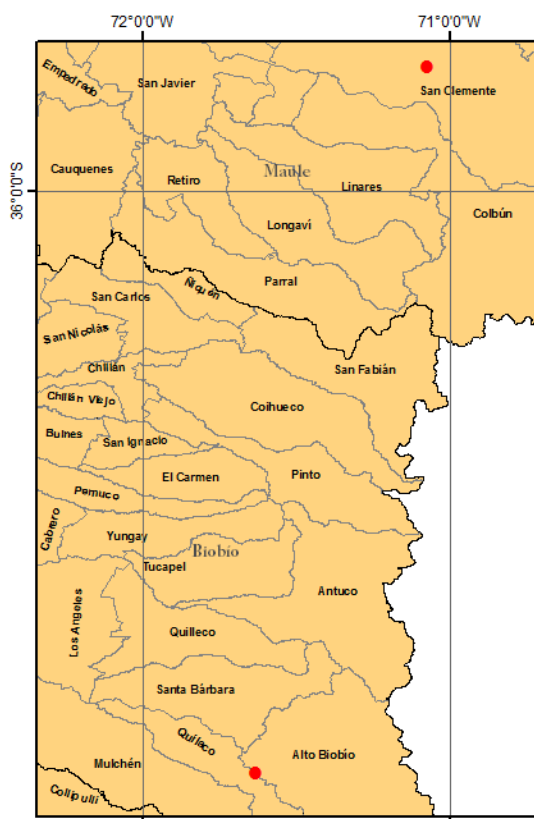 72°0'0"W
71°0'0"W
36°0'0"S
Empedrado
San Javier
San Clemente
Cauquenes
Retiro
Maule
Linares
Colbún
Longaví
Parral
Ñiquén
San Carlos
San Nicolás
San Fabián
Chillán
Chillán Viejo
Coihueco
Bulnes
San Ignacio
El Carmen
Pinto
Pemuco
Cabrero
Yungay
Biobío
Tucapel
Antuco
Los Angeles
Quilleco
Santa Bárbara
Quilaco
Alto Biobio
Mulchén
Collipulli